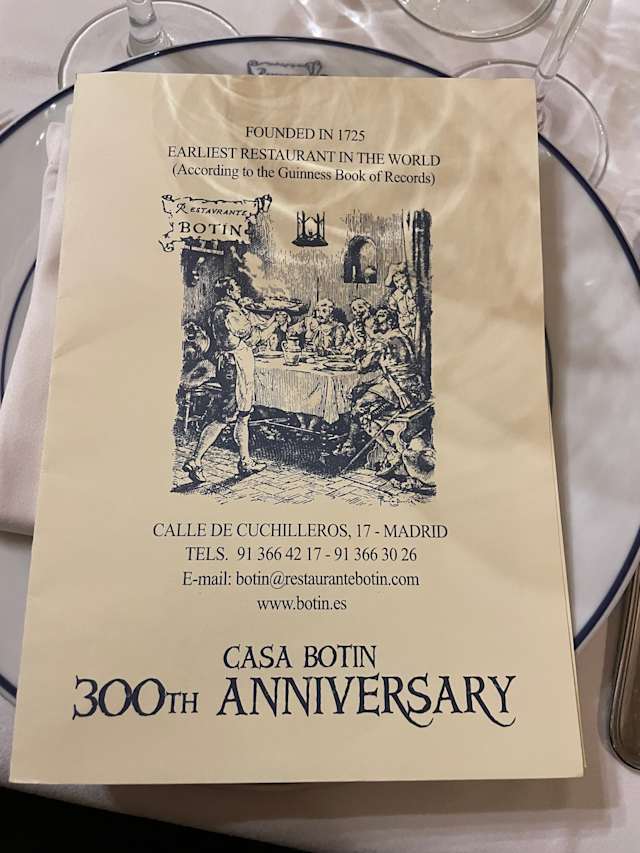 FOUNDED IN 1725
EARLIEST RESTAURANT IN THE WORLD
(According to the Guinness Book of Records)
RESTAVRANTE
BOTIN
CALLE DE CUCHILLEROS, 17 - MADRID
TELS. 91 366 42 17 - 91 366 30 26
E-mail: botin@restaurantebotin.com
www.botin.es
CASA BOTIN
300TH ANNIVERSARY